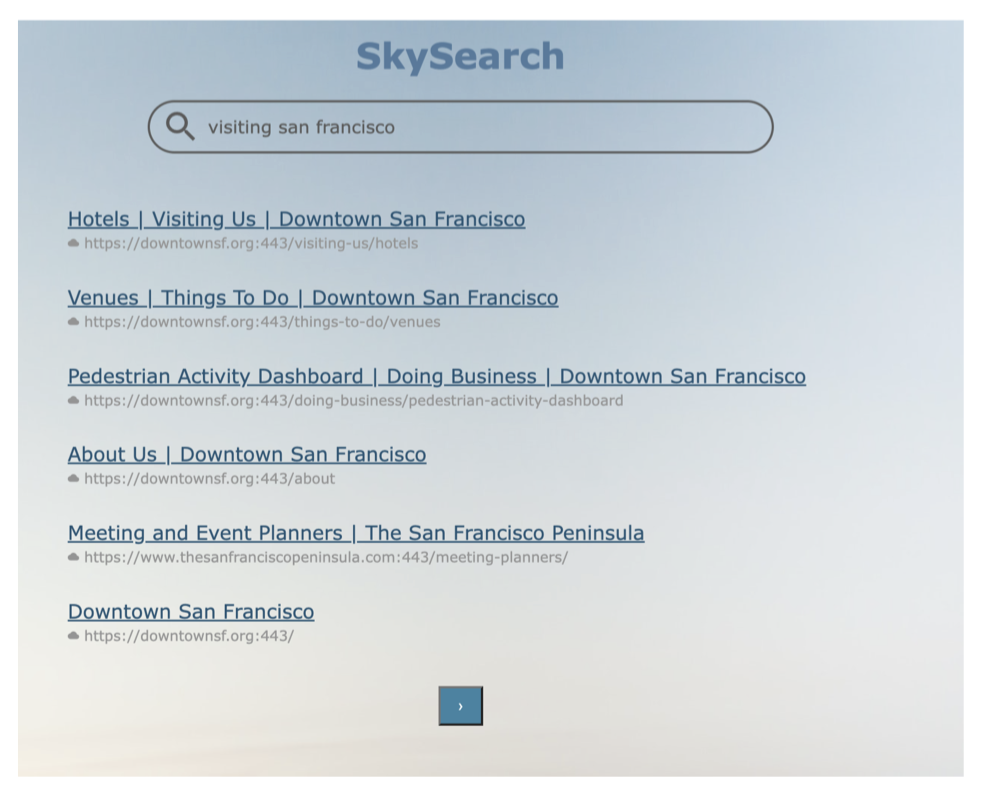 SkySearch
visiting san francisco
Hotels | Visiting Us | Downtown San Francisco
https://downtownsf.org:443/visiting-us/hotels
Venues | Things To Do | Downtown San Francisco
https://downtownsf.org:443/things-to-do/venues
Pedestrian Activity Dashboard | Doing Business | Downtown San Francisco
https://downtownsf.org:443/doing-business/pedestrian-activity-dashboard
About Us | Downtown San Francisco
https://downtownsf.org:443/about
Meeting and Event Planners | The San Francisco Peninsula
https://www.thesanfranciscopeninsula.com:443/meeting-planners/
Downtown San Francisco
https://downtownsf.org:443/
›